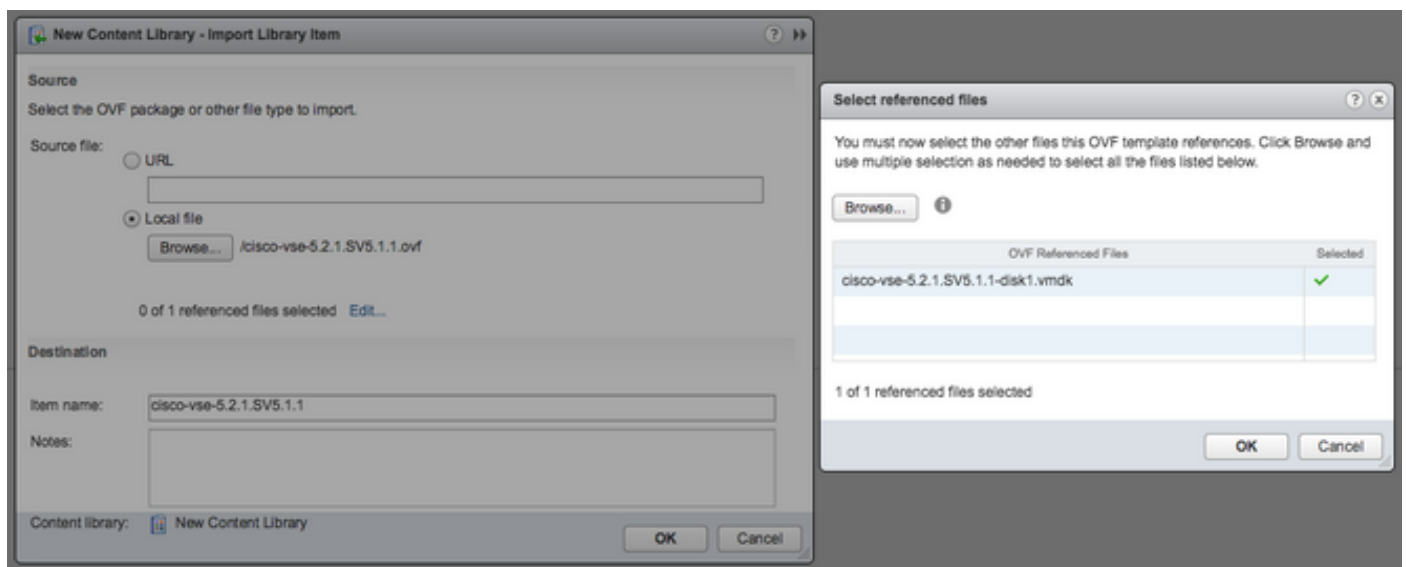 New Content Library - Import Library Item
Source
Select the OVF package or other file type to import.
Source file:
URL
Local file
Browse... /cisco-vse-5.2.1.SV5.1.1.ovf
0 of 1 referenced files selected Edit...
Destination
Item name: cisco-vse-5.2.1.SV5.1.1
Notes:
Content library: New Content Library
OK Cancel
Select referenced files
You must now select the other files this OVF template references. Click Browse and
use multiple selection as needed to select all the files listed below.
Browse...
OVF Referenced Files Selected
cisco-vse-5.2.1.SV5.1.1-disk1.vmdk
1 of 1 referenced files selected
OK Cancel